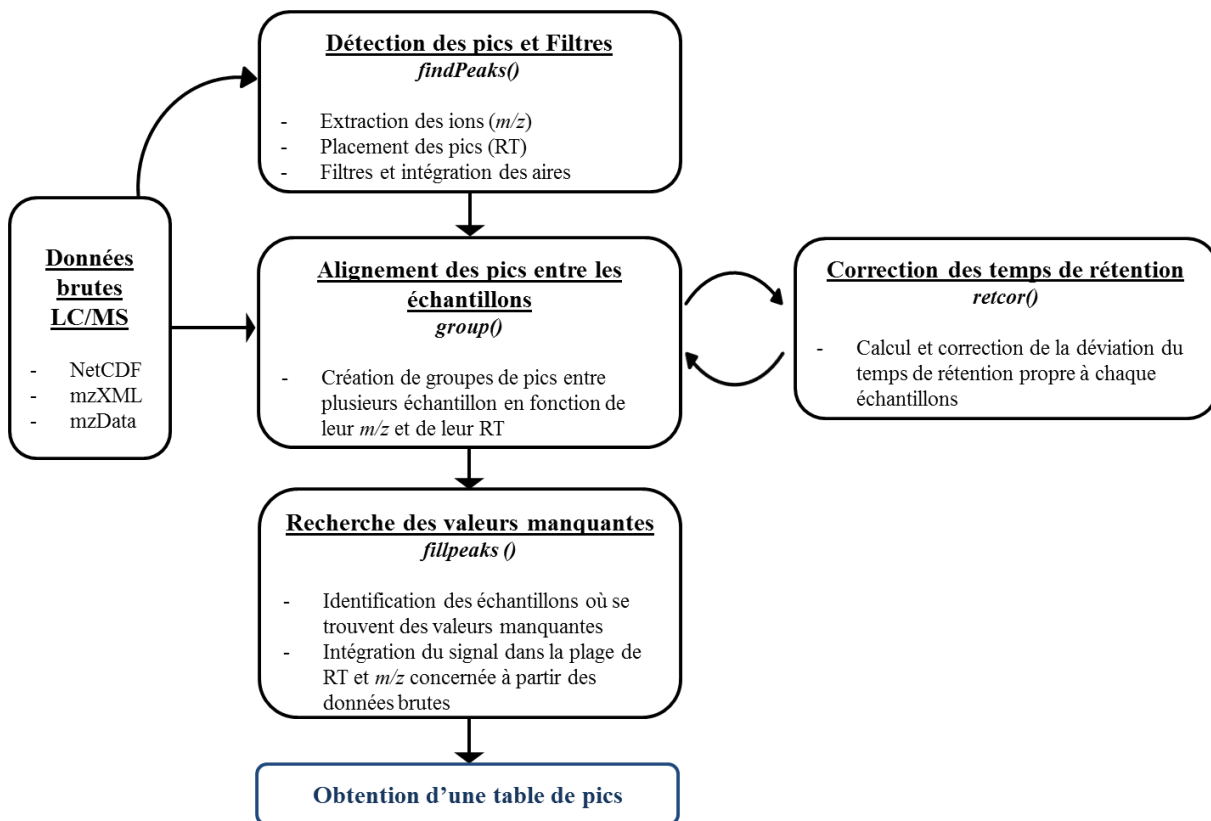 Détection des pics et Filtres
findPeaks()
- Extraction des ions (m/z)
- Placement des pics (RT)
- Filtres et intégration des aires
Données
brutes
LC/MS
- NetCDF
- mzXML
- mzData
Alignement des pics entre les
échantillons
group()
- Création de groupes de pics entre
plusieurs échantillon en fonction de
leur m/z et de leur RT
Correction des temps de rétention
retcor()
- Calcul et correction de la déviation du
temps de rétention propre à chaque
échantillons
Recherche des valeurs manquantes
fillpeaks ()
- Identification des échantillons où se
trouvent des valeurs manquantes
- Intégration du signal dans la plage de
RT et m/z concernée à partir des
données brutes
Obtention d’une table de pics